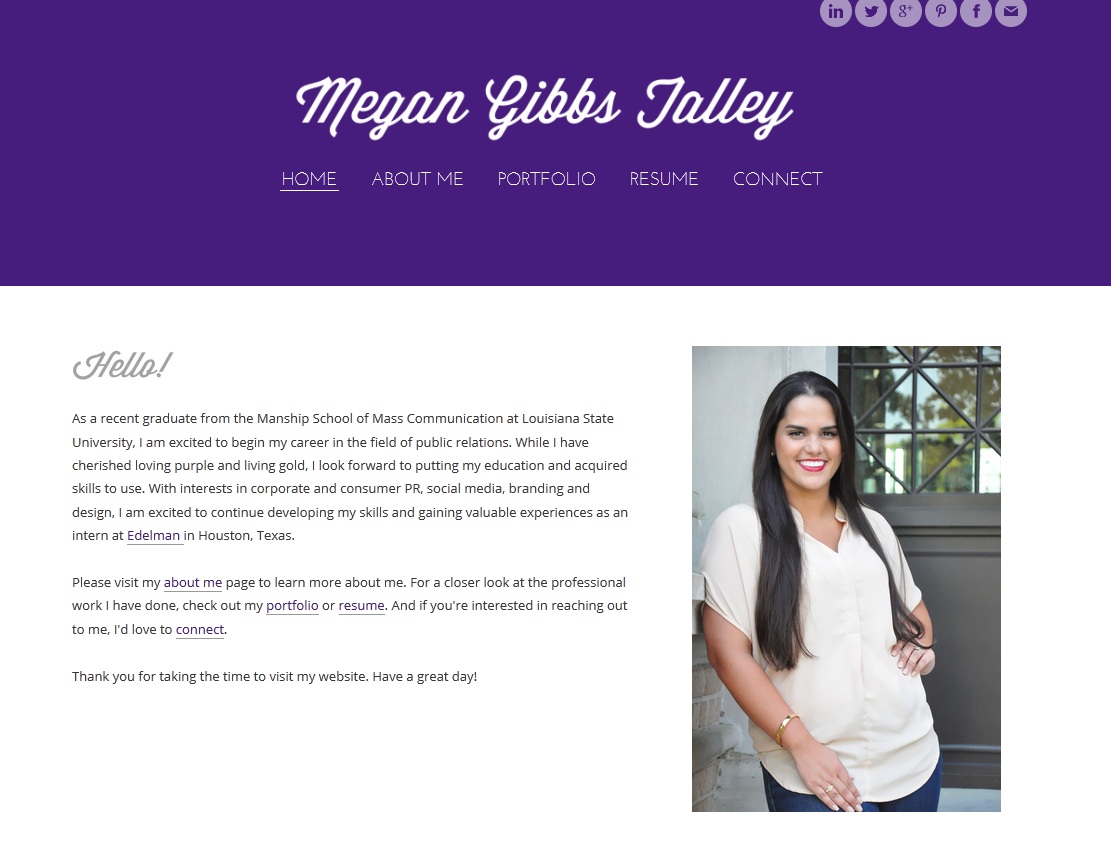 in g+ p f
Megan Gibbs Talley
HOME ABOUT ME PORTFOLIO RESUME CONNECT
Hello!
As a recent graduate from the Manship School of Mass Communication at Louisiana State
University, I am excited to begin my career in the field of public relations. While I have
cherished loving purple and living gold, I look forward to putting my education and acquired
skills to use. With interests in corporate and consumer PR, social media, branding and
design, I am excited to continue developing my skills and gaining valuable experiences as an
intern at Edelman in Houston, Texas.
Please visit my about me page to learn more about me. For a closer look at the professional
work I have done, check out my portfolio or resume. And if you're interested in reaching out
to me, I'd love to connect.
Thank you for taking the time to visit my website. Have a great day!